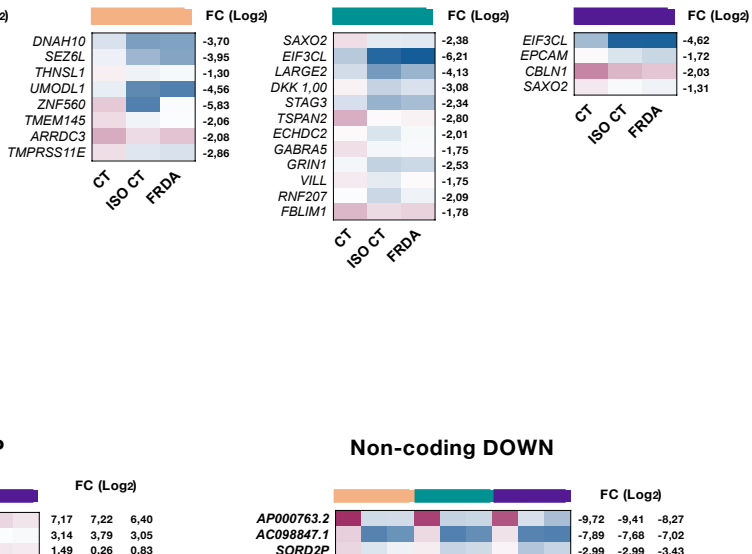 2) FC (Log2) FC (Log2) FC (Log2)
DNAH10 -3,70
SEZ6L -3,95
THNSL1 -1,30
UMODL1 -4,56
ZNF560 -5,83
TMEM145 -2,06
ARRDC3 -2,08
TMPRSS11E -2,86
CT ISO CT FRDA
SAXO2 -2,38
EIF3CL -6,21
LARGE2 -4,13
DKK 1,00 -3,08
STAG3 -2,34
TSPAN2 -2,80
ECHDC2 -2,01
GABRA5 -1,75
GRIN1 -2,53
VILL -1,75
RNF207 -2,09
FBLIM1 -1,78
CT ISO CT FRDA
EIF3CL -4,62
EPCAM -1,72
CBLN1 -2,03
SAXO2 -1,31
CT ISO CT FRDA
P
FC (Log2)
7,17 7,22 6,40
3,14 3,79 3,05
1,49 0,26 0,83
Non-coding DOWN
FC (Log2)
AP000763.2 -9,72 -9,41 -8,27
AC098847.1 -7,89 -7,68 -7,02
SORD2P -2,99 -2,99 -3,43